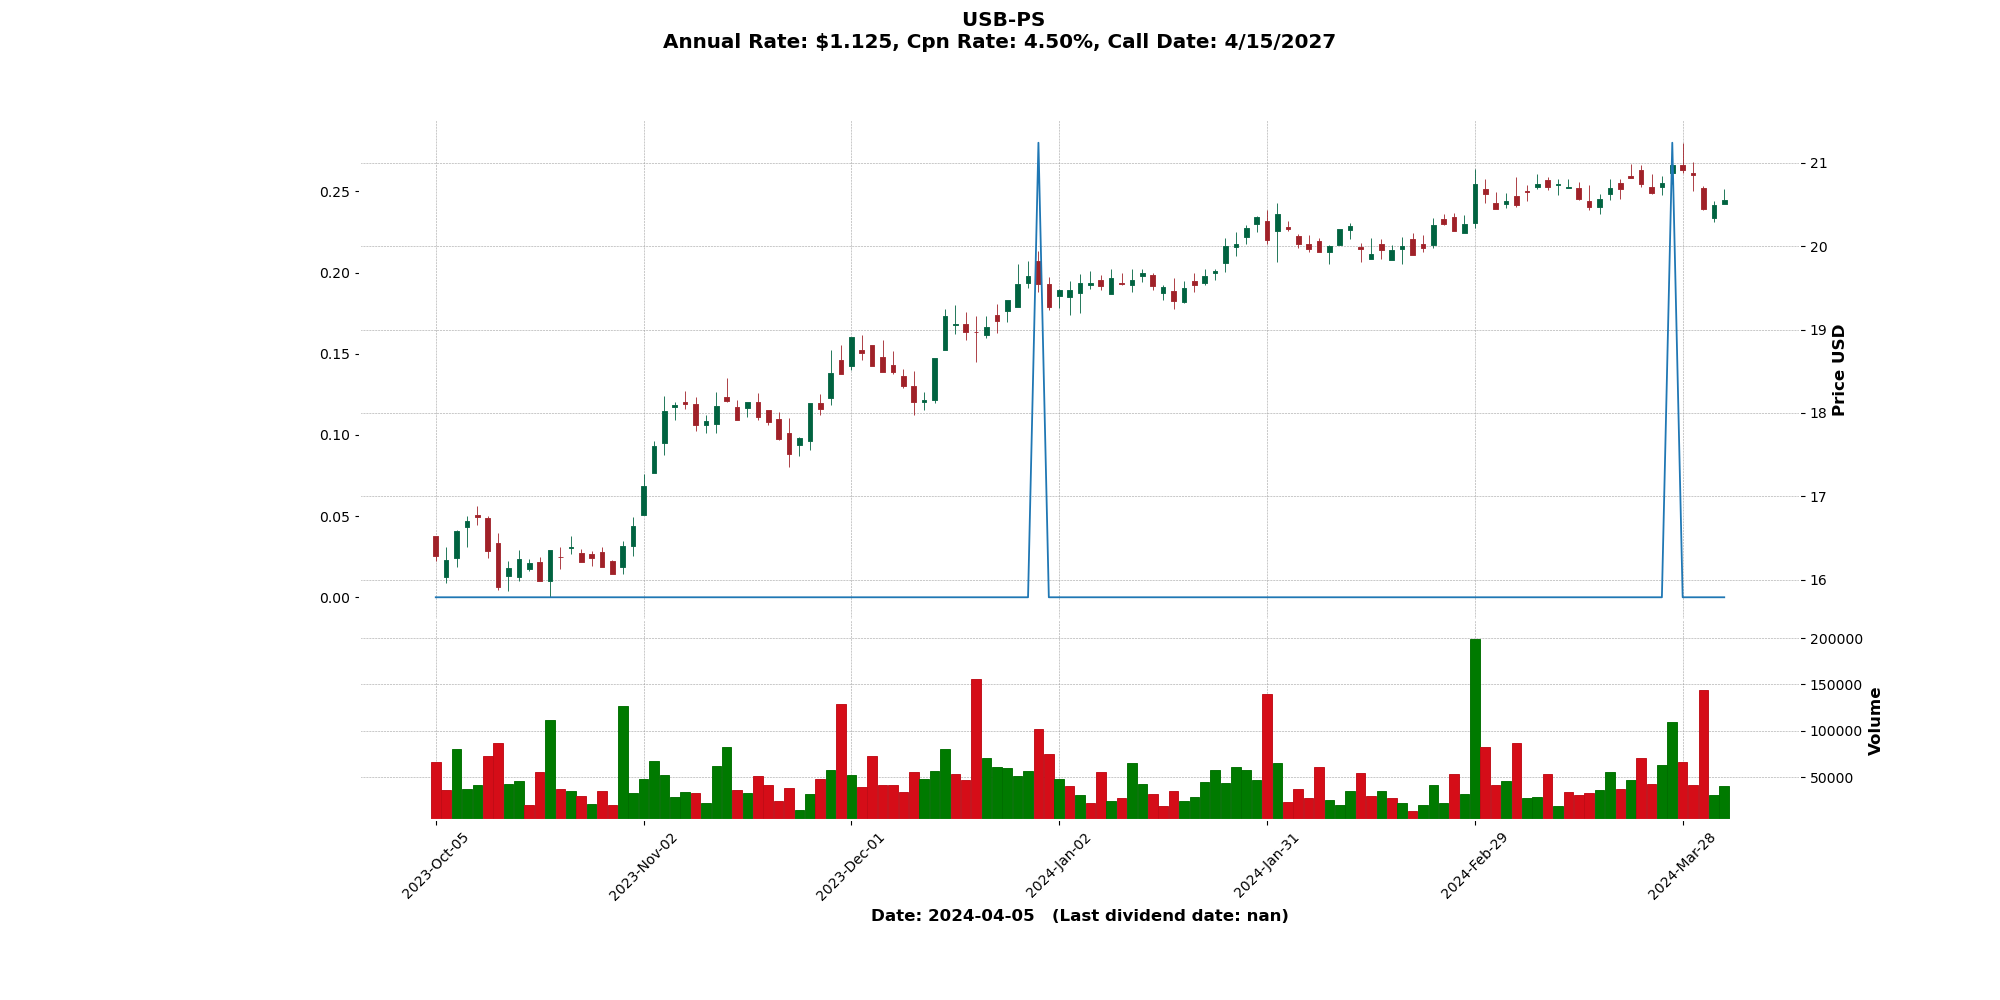 USB-PS
Annual Rate: $1.125, Cpn Rate: 4.50%, Call Date: 4/15/2027
0.25
0.20
0.15
0.10
0.05
0.00
21
20
19
18
17
16
Price USD
200000
150000
100000
50000
Volume
2023-Oct-05
2023-Nov-02
2023-Dec-01
2024-Jan-02
2024-Jan-31
2024-Feb-29
2024-Mar-28
Date: 2024-04-05   (Last dividend date: nan)